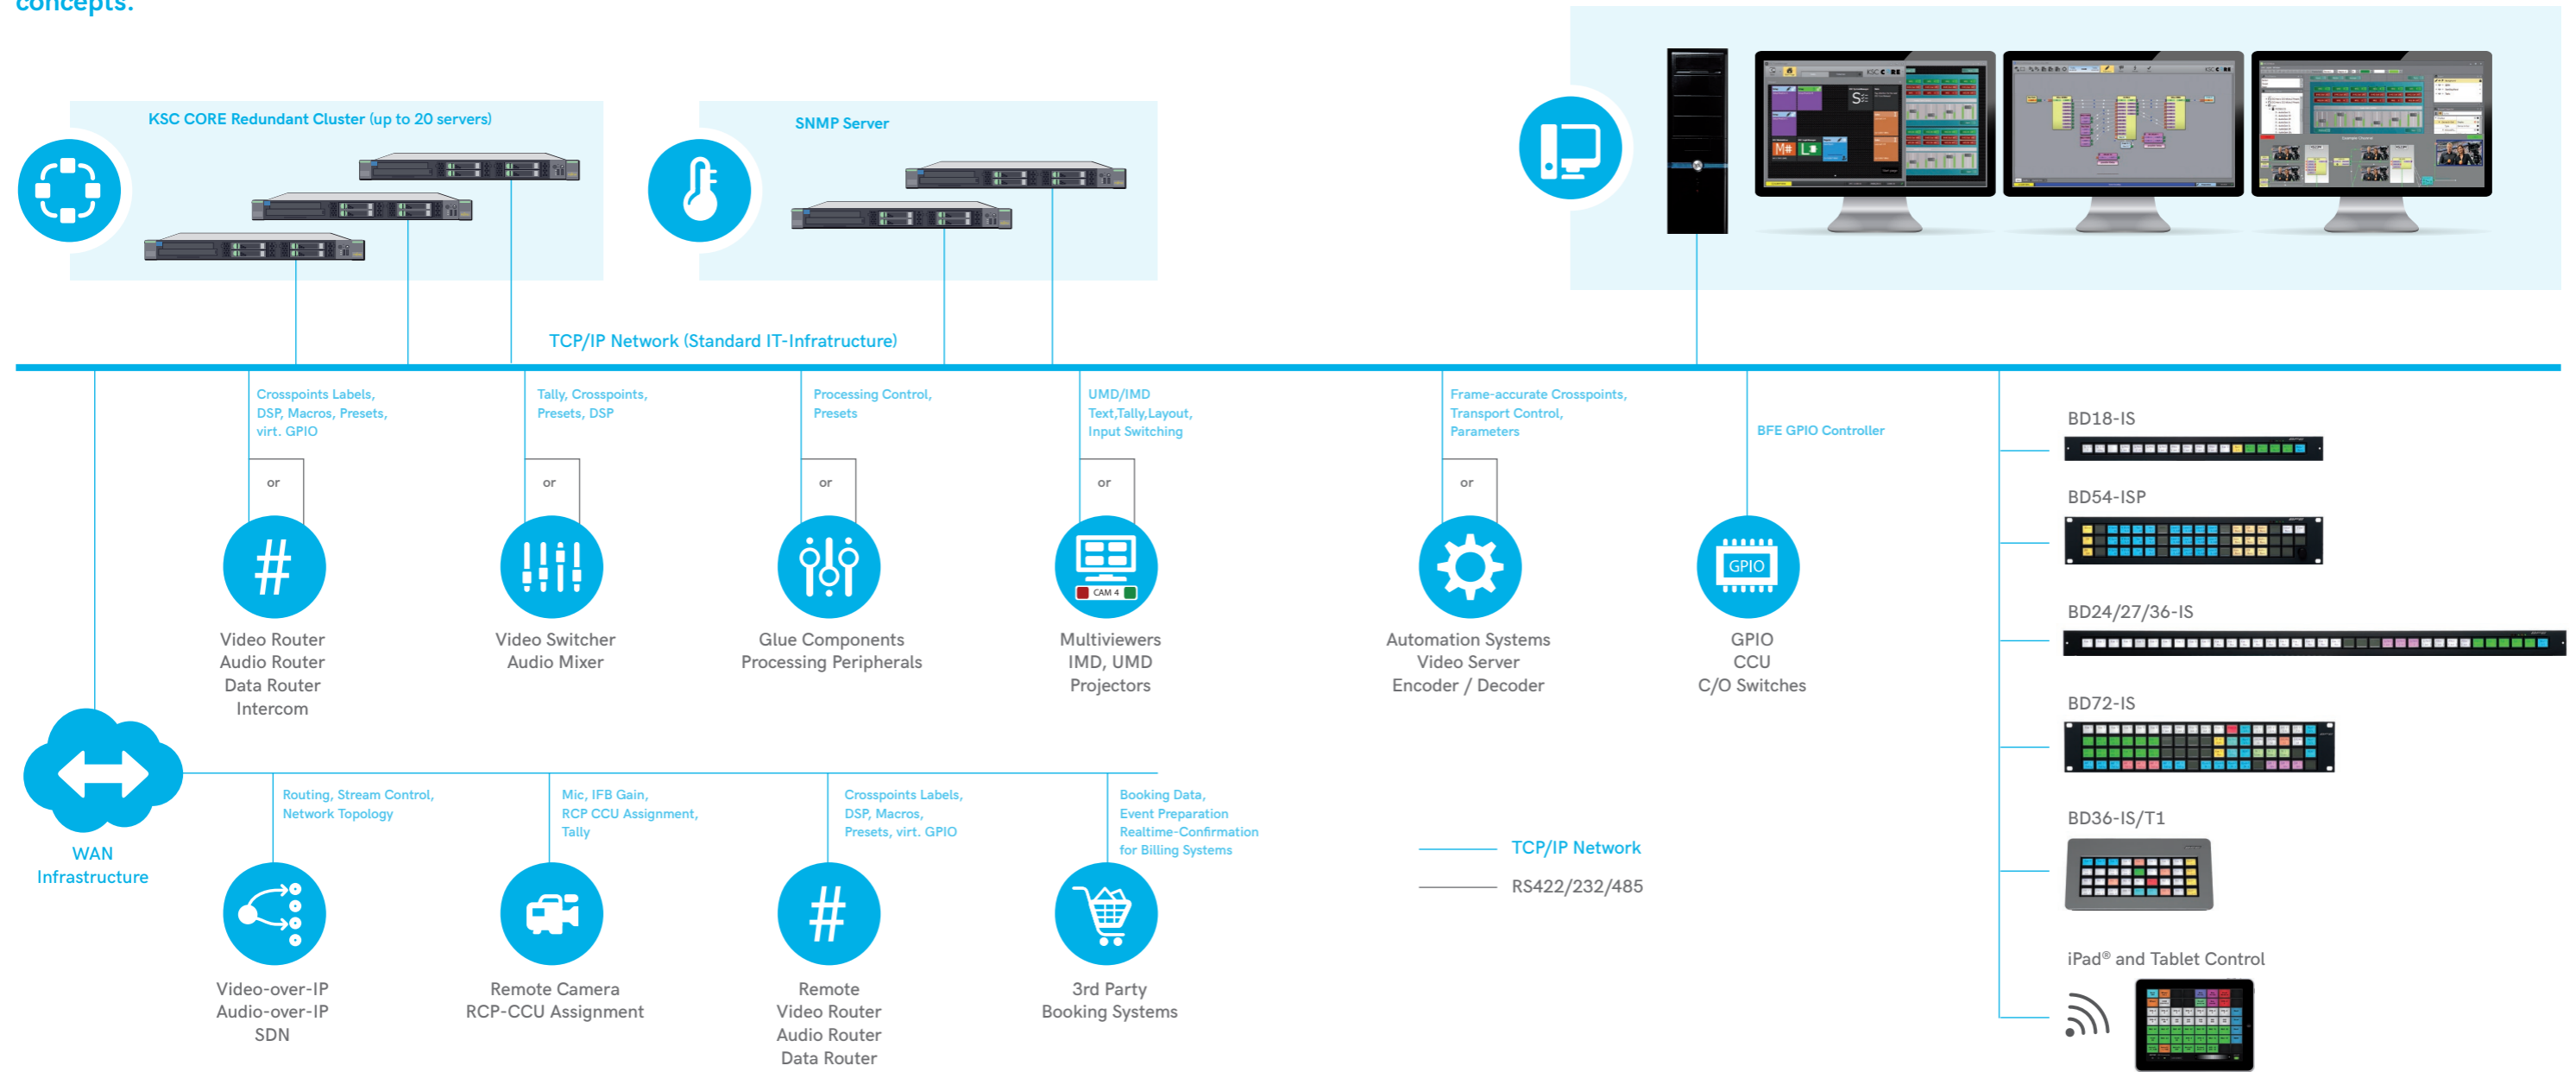 concepts.
KSC CORE Redundant Cluster (up to 20 servers)
SNMP Server
TCP/IP Network (Standard IT-Infratructure)
Crosspoints Labels,
DSP, Macros, Presets,
virt. GPIO
or
Video Router
Audio Router
Data Router
Intercom
Tally, Crosspoints,
Presets, DSP
or
Video Switcher
Audio Mixer
Processing Control,
Presets
or
Glue Components
Processing Peripherals
UMD/IMD
Text,Tally,Layout,
Input Switching
or
CAM 4
Multiviewers
IMD, UMD
Projectors
Frame-accurate Crosspoints,
Transport Control,
Parameters
or
Automation Systems
Video Server
Encoder / Decoder
BFE GPIO Controller
GPIO
GPIO
CCU
C/O Switches
BD18-IS
BD54-ISP
BD24/27/36-IS
BD72-IS
BD36-IS/T1
iPad® and Tablet Control
WAN
Infrastructure
Routing, Stream Control,
Network Topology
Video-over-IP
Audio-over-IP
SDN
Mic, IFB Gain,
RCP CCU Assignment,
Tally
Remote Camera
RCP-CCU Assignment
Crosspoints Labels,
DSP, Macros,
Presets, virt. GPIO
Remote
Video Router
Audio Router
Data Router
Booking Data,
Event Preparation
Realtime-Confirmation
for Billing Systems
3rd Party
Booking Systems
TCP/IP Network
RS422/232/485